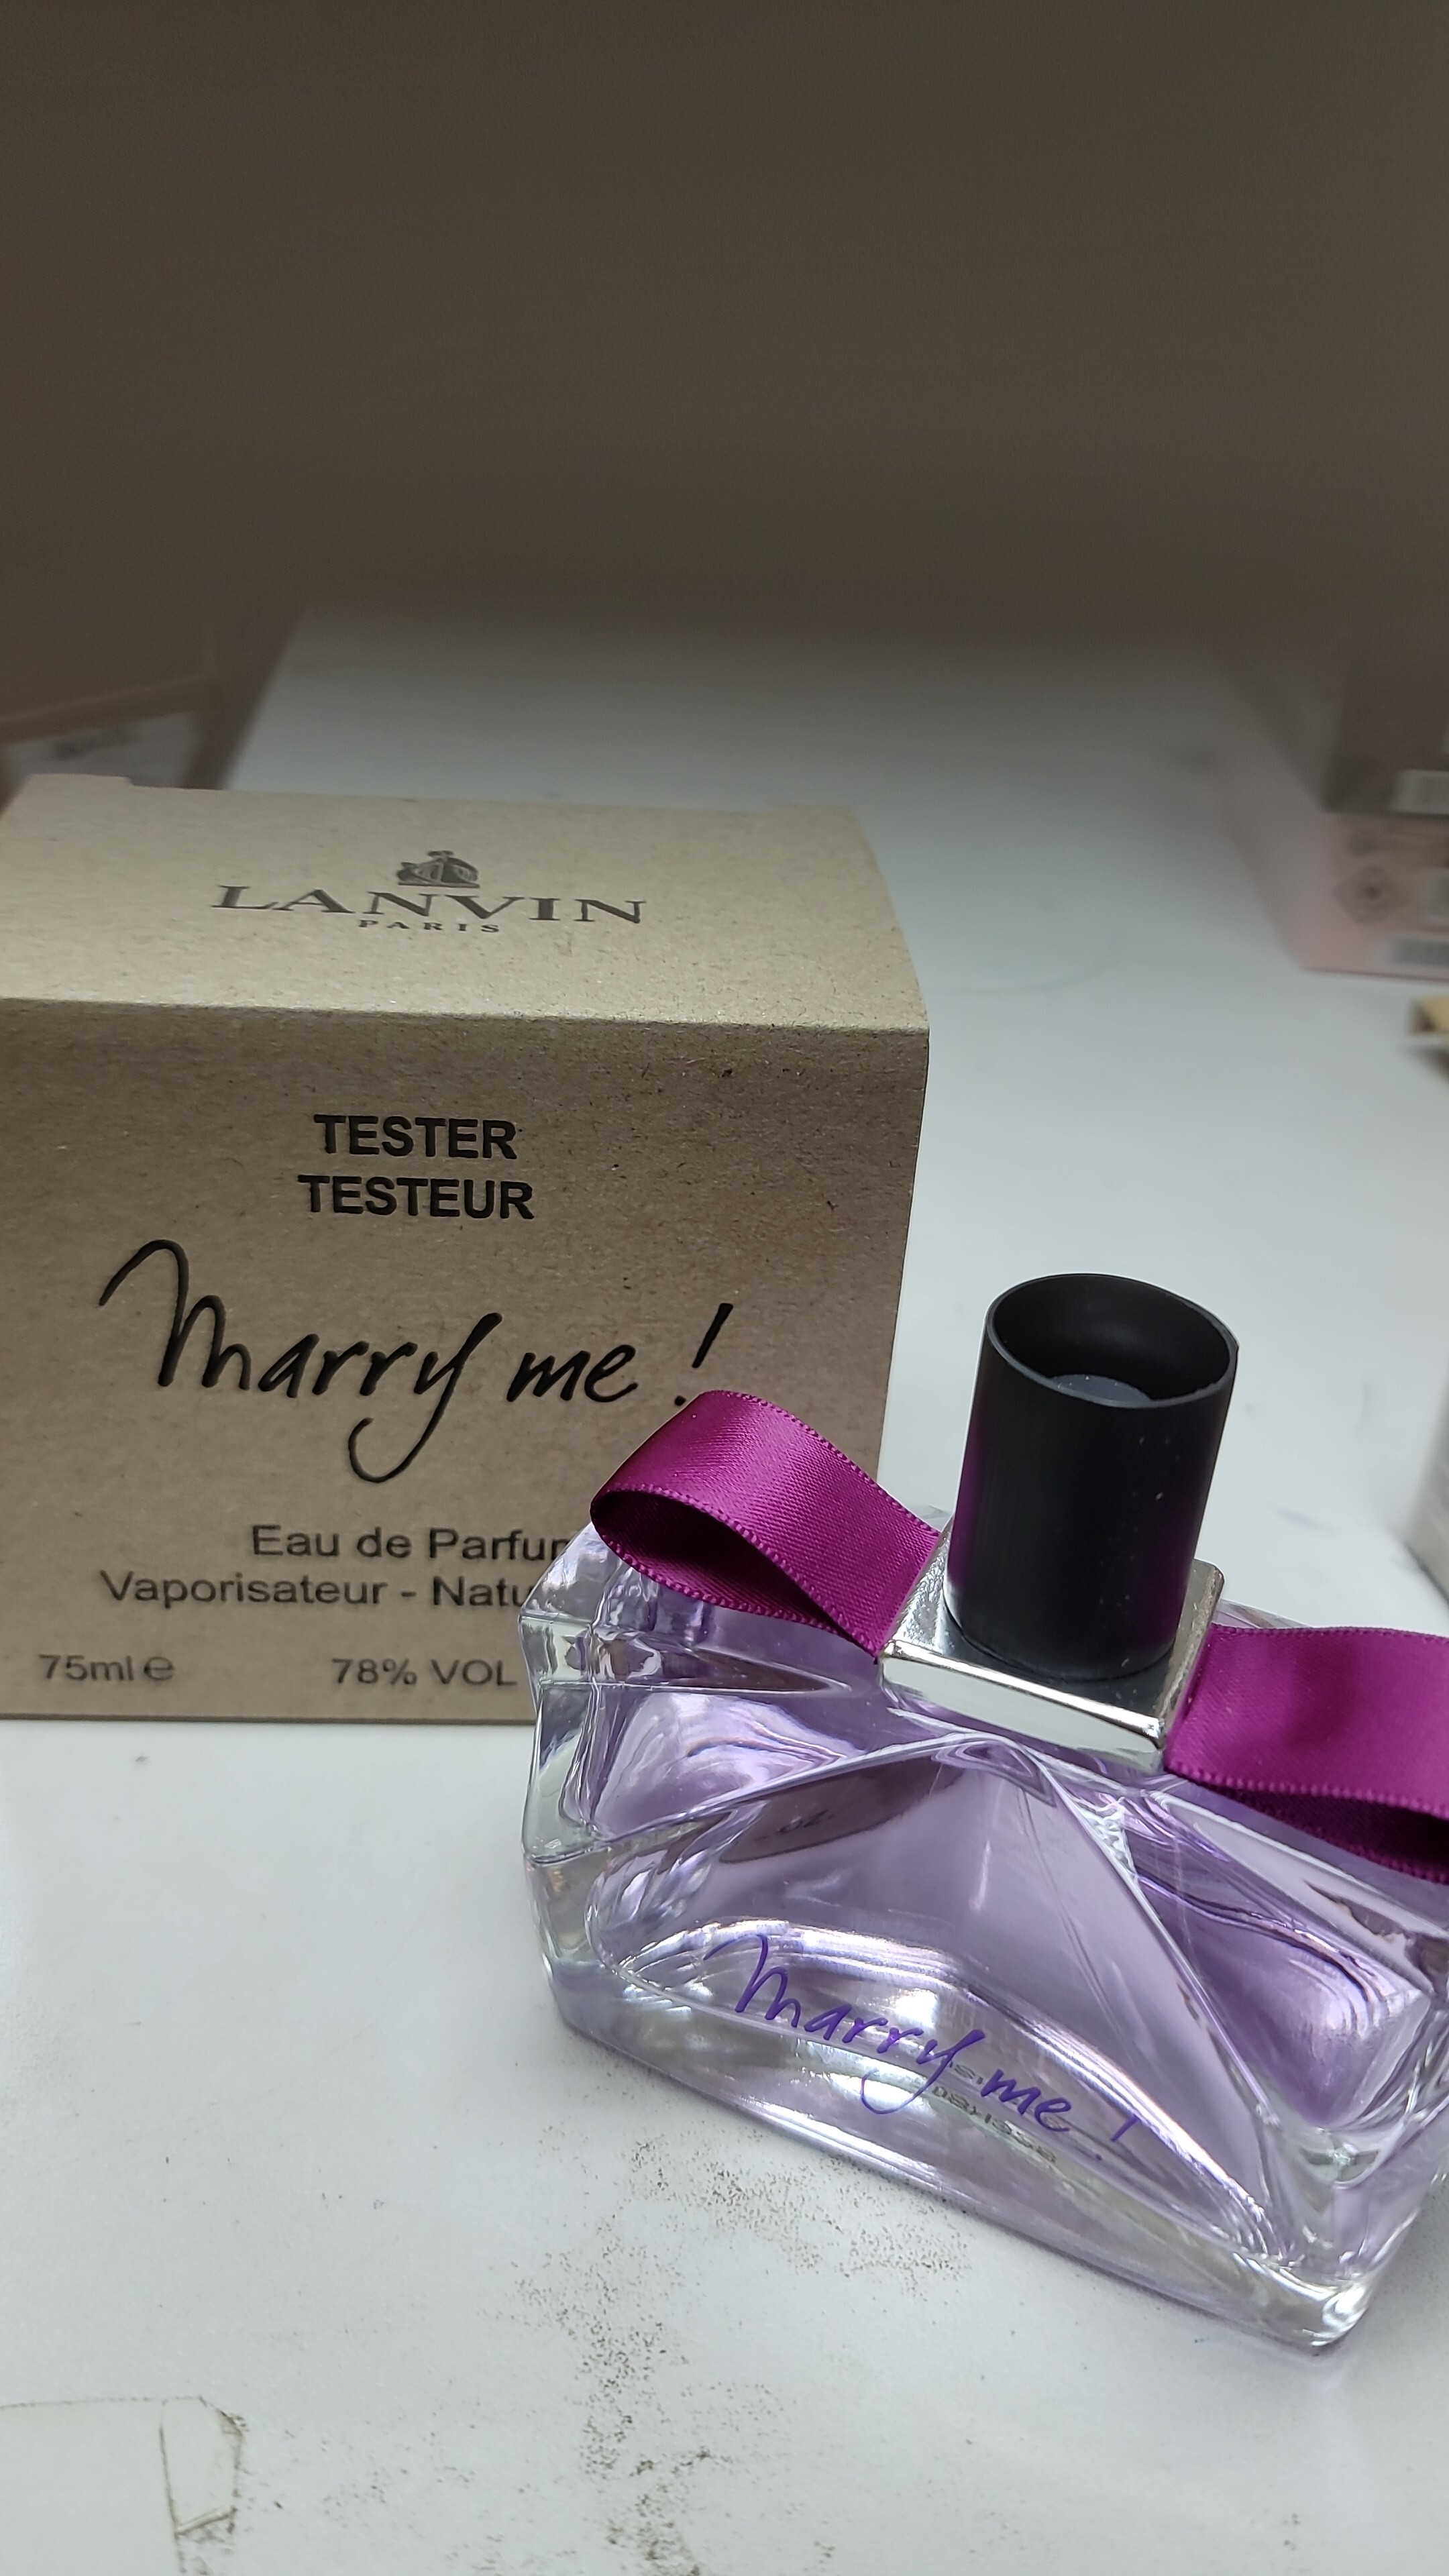 LANVIN
PARIS
TESTER
TESTEUR
Marry me !
Eau de Parfum
Vaporisateur - Natu
75ml e
78% VOL
Marry me !